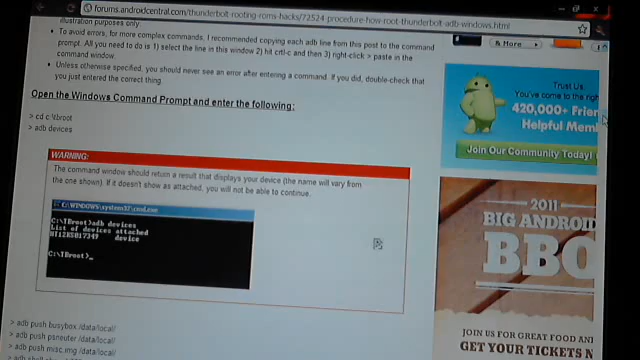 forums.androidcentral.com/thunderbolt-rooting-roms-hacks/72524-procedure-how-root-thunderbolt-adb-windows.html
illustration purposes only.
• To avoid errors, for more complex commands, I recommended copying each adb line from this post to the command
prompt. All you need to do is 1) select the line in this window 2) hit crtl-c and then 3) right-click > paste in the
command window.
• Unless otherwise specified, you should never see an error after entering a command. If you did, double-check that
you just entered the correct thing.
& More
Open the Windows Command Prompt and enter the following:
> cd c:\tbroot
> adb devices
Trust Us.
You've come to the righ
420,000+ Frien
Helpful Mem
Join Our Community Today!
WARNING:
The command window should return a result that displays your device (the name will vary from
the one shown). If it doesn't show as attached, you will not be able to continue.
C:\WINDOWS\system32\cmd.exe
C:\TBroot>adb devices
List of devices attached
device
C:\TBroot>_
2011
BIG ANDROI
BBQ
JOIN US FOR GREAT FOOD AN
GET YOUR TICKETS N
> adb push busybox /data/local/
> adb push psneuter /data/local/
> adb push misc.img /data/local/